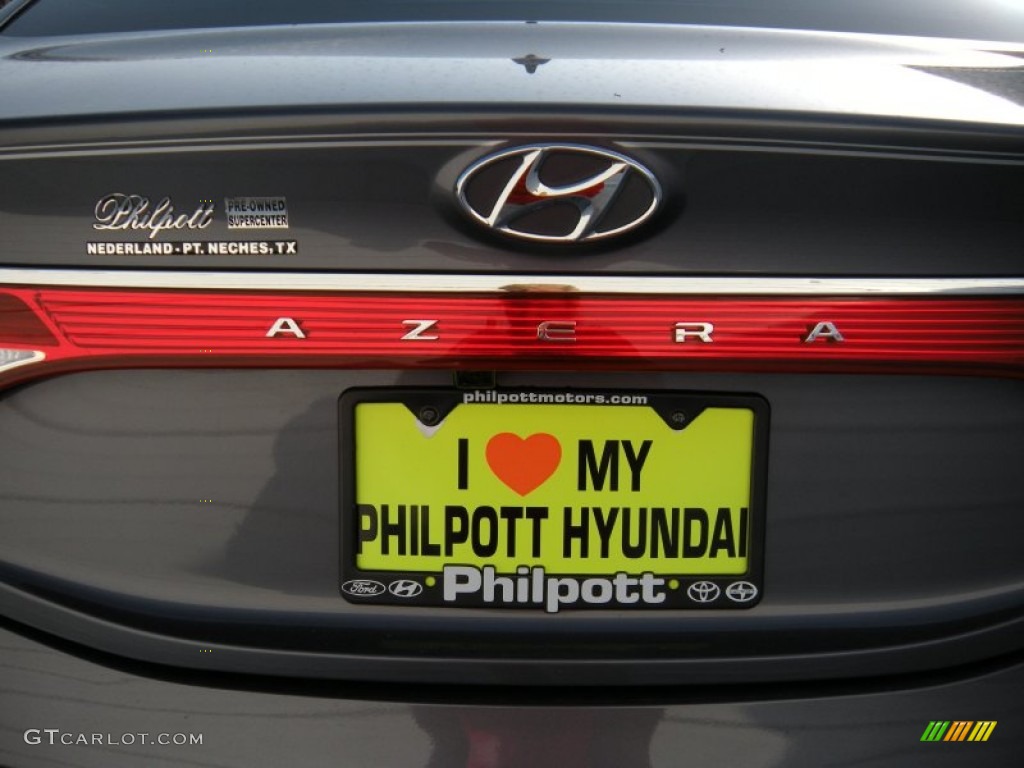 Philpott PRE-OWNED
SUPERCENTER
NEDERLAND - PT. NECHES, TX
AZERA
philpottmotors.com
I ♥ MY
PHILPOTT HYUNDAI
Ford Philpott
GTCARLOT.COM